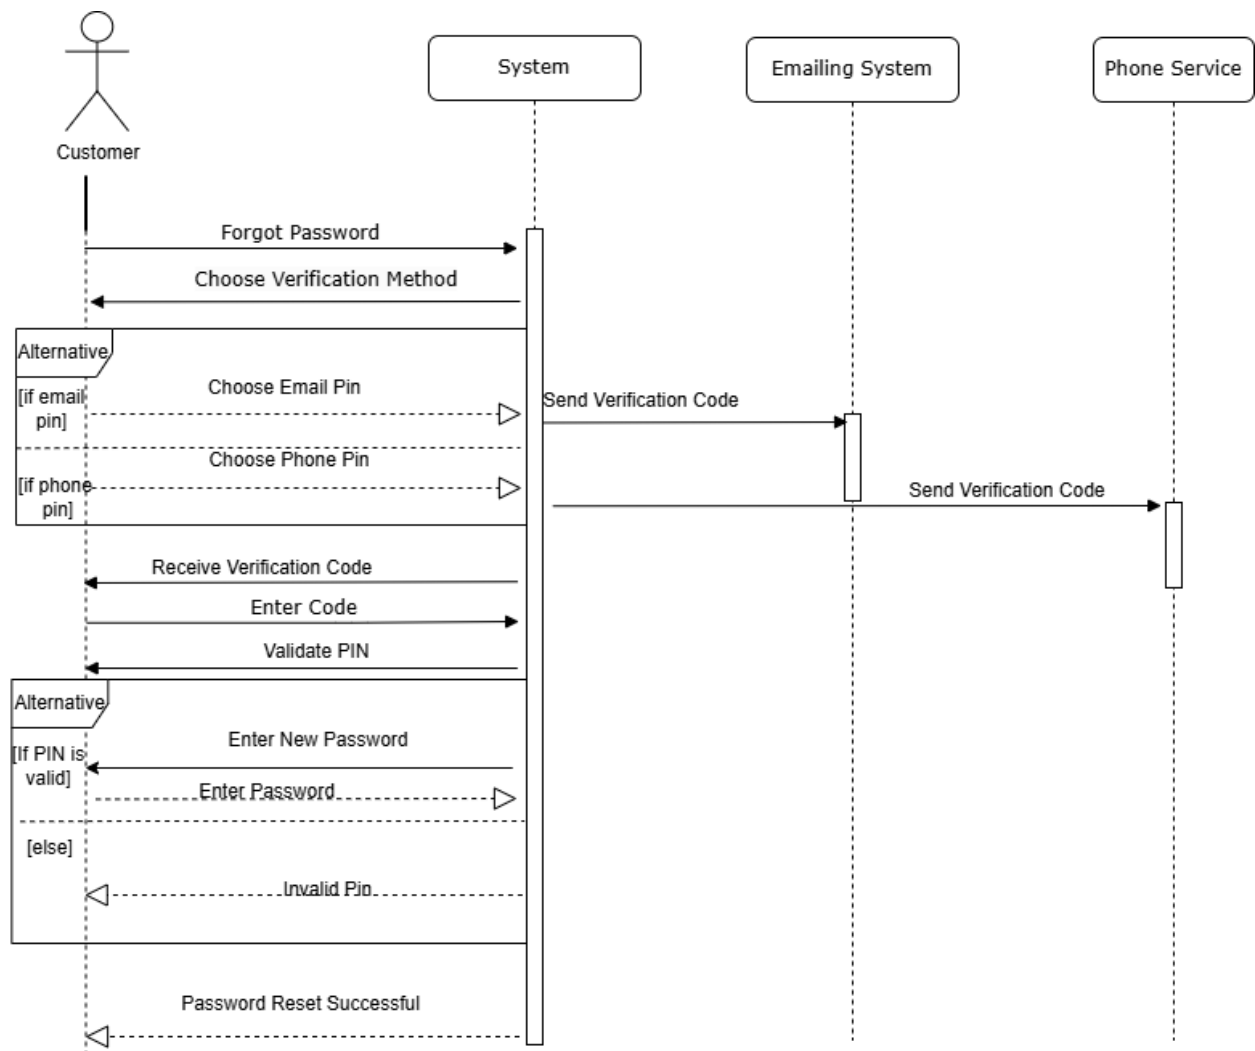 System
Emailing System
Phone Service
Customer
Forgot Password
Choose Verification Method
Alternative
Choose Email Pin
[if email
pin]
Send Verification Code
Choose Phone Pin
[if phone
pin]
Send Verification Code
Receive Verification Code
Enter Code
Validate PIN
Alternative
Enter New Password
[If PIN is
valid]
Enter Password
[else]
Invalid Pin
Password Reset Successful